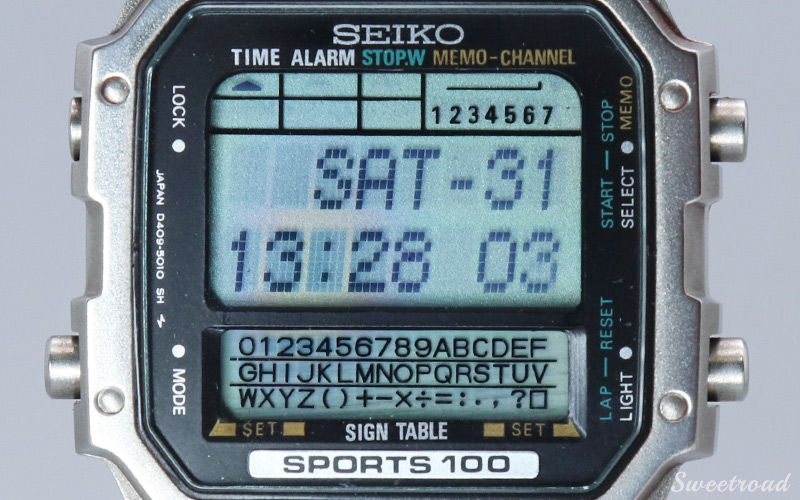 SEIKO
TIME ALARM STOPW MEMO-CHANNEL
1234567
LOCK
START — STOP
SELECT MEMO
SAT-31
13:28 03
JAPAN D409-5010 SH
0123456789ABCDEF
GHIJKLMNOPQRSTUV
WXYZ()+-×÷=:.,?□
LAP — RESET
LIGHT
MODE
SET SIGN TABLE SET
SPORTS 100
Sweetroad